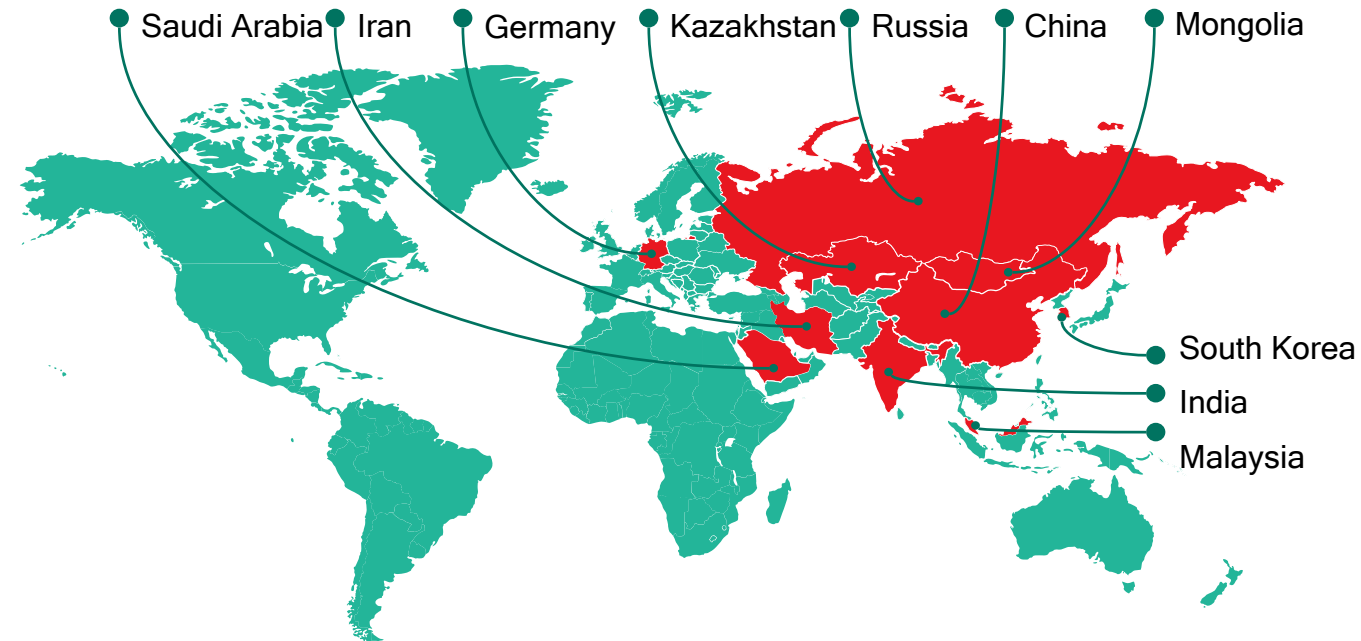 Saudi Arabia
Iran
Germany
Kazakhstan
Russia
China
Mongolia
South Korea
India
Malaysia